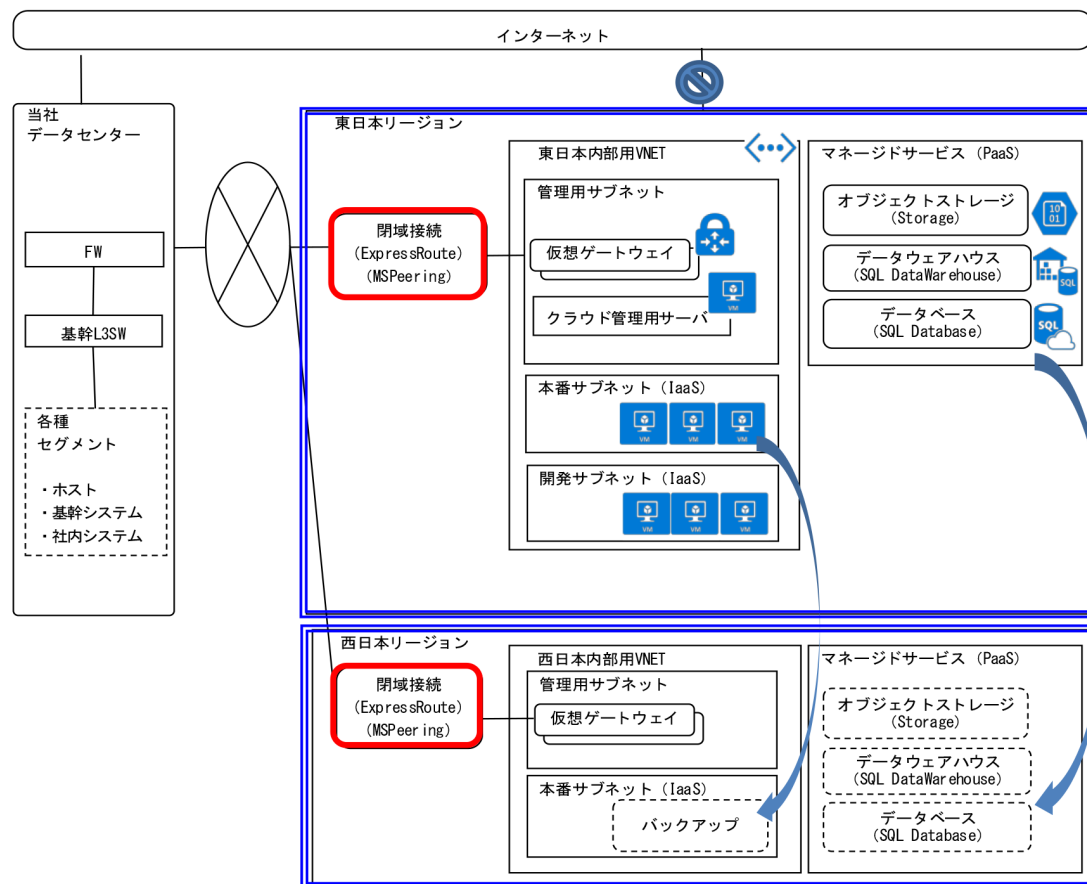 インターネット
当社
データセンター
FW
基幹L3SW
各種
セグメント
・ホスト
・基幹システム
・社内システム
東日本リージョン
閉域接続
(ExpressRoute)
(MSPeering)
東日本内部用VNET
管理用サブネット
仮想ゲートウェイ
クラウド管理用サーバ
VM
本番サブネット（IaaS）
VM
VM
VM
開発サブネット（IaaS）
VM
VM
VM
マネージドサービス（PaaS）
オブジェクトストレージ
(Storage)
10
01
データウェアハウス
(SQL DataWarehouse)
SQL
データベース
(SQL Database)
SQL
西日本リージョン
閉域接続
(ExpressRoute)
(MSPeering)
西日本内部用VNET
管理用サブネット
仮想ゲートウェイ
本番サブネット（IaaS）
バックアップ
マネージドサービス（PaaS）
オブジェクトストレージ
(Storage)
データウェアハウス
(SQL DataWarehouse)
データベース
(SQL Database)